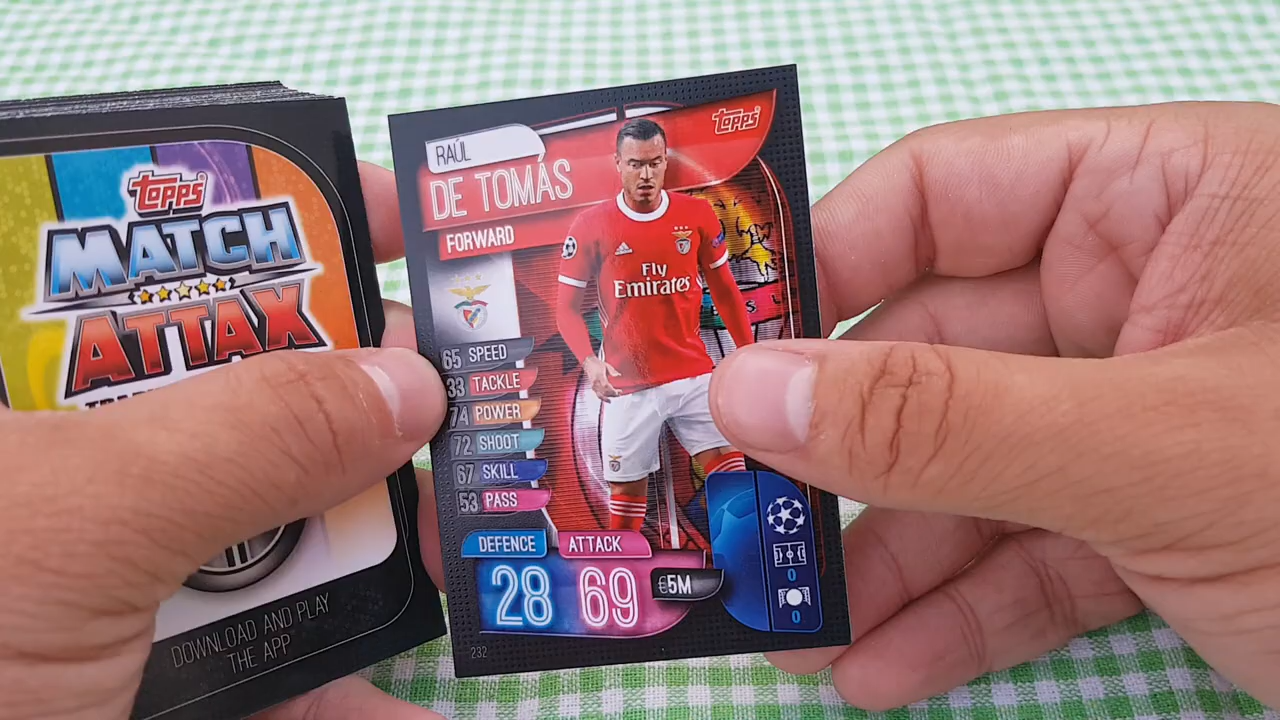 TOPPS
MATCH
ATTAX
DOWNLOAD AND PLAY
THE APP
TOPPS
RAÚL
DE TOMÁS
FORWARD
Fly
Emirates
65 SPEED
33 TACKLE
74 POWER
72 SHOOT
67 SKILL
53 PASS
DEFENCE ATTACK
28 69 €5M
0
0
232